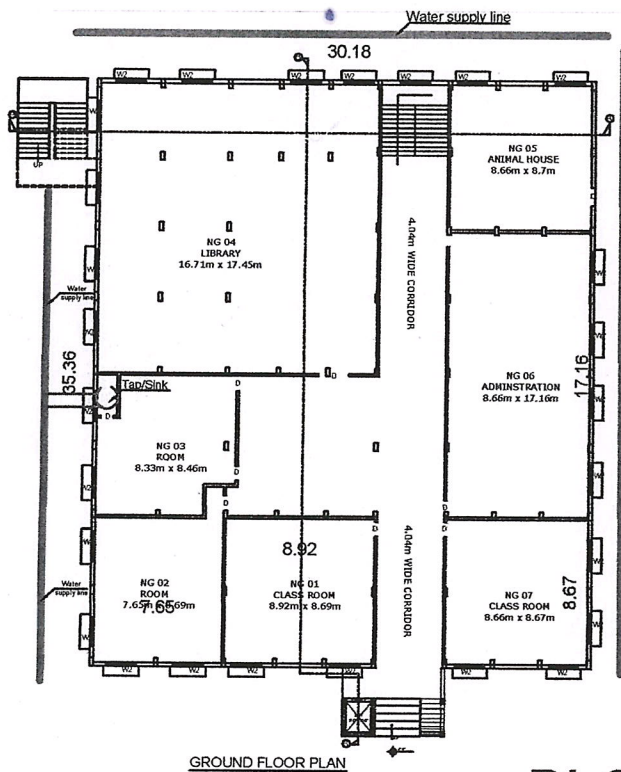 Water supply line
30.18
W2
W2
W2
W2
W2
W2
UP
NG 05
ANIMAL HOUSE
8.66m x 8.7m
D
4.04m WIDE CORRIDOR
NG 04
LIBRARY
16.71m x 17.45m
Water
supply line
35.36
17.16
NG 06
ADMINSTRATION
8.66m x 17.16m
Tap/Sink
D
D
D
NG 03
ROOM
8.33m x 8.46m
D
D
D
D
D
4.04m WIDE CORRIDOR
8.92
8.67
Water
supply line
NG 02
ROOM
7.65
NG 01
CLASS ROOM
8.92m x 8.69m
NG 07
CLASS ROOM
8.66m x 8.67m
W2
W2
W2
W2
W2
W2
GROUND FLOOR PLAN